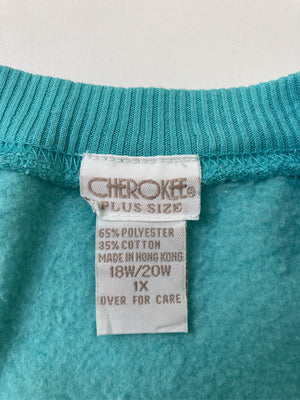 CHEROKEE®
PLUS SIZE
65% POLYESTER
35% COTTON
MADE IN HONG KONG
18W/20W
1X
OVER FOR CARE